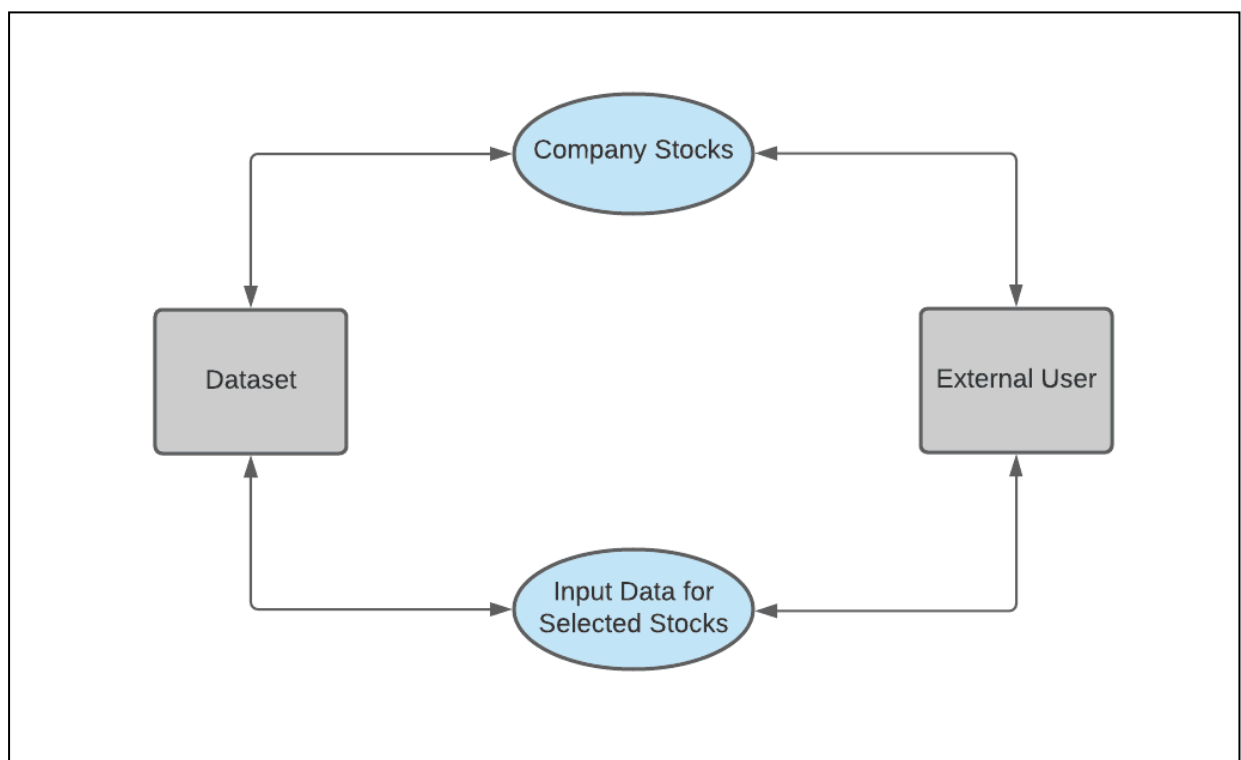 Company Stocks
Dataset
External User
Input Data for
Selected Stocks